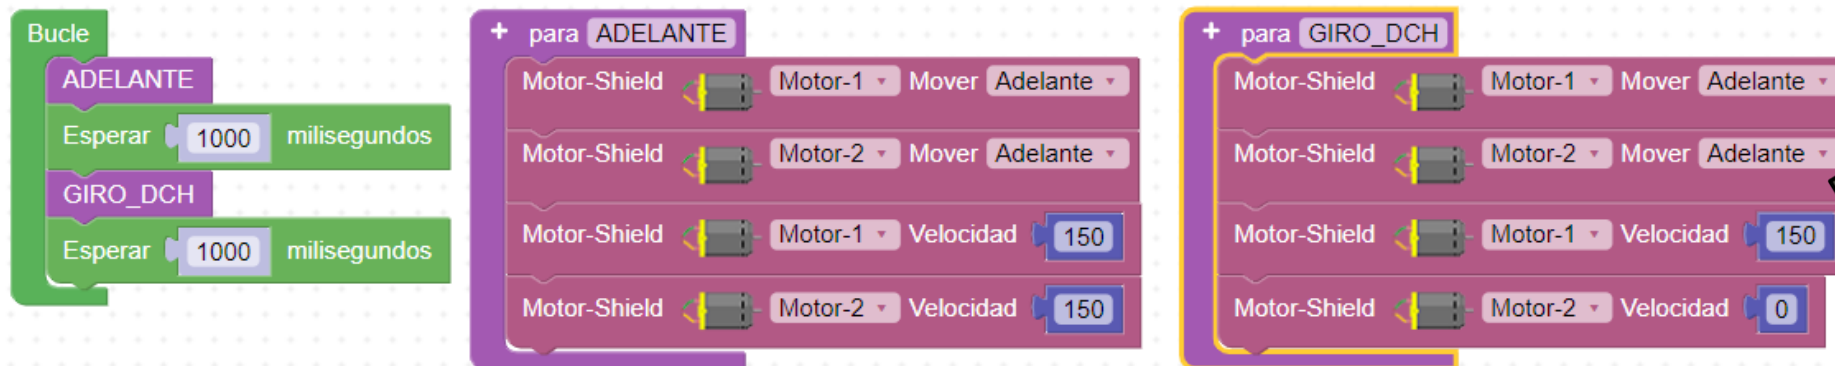 Bucle
ADELANTE
Esperar 1000 milisegundos
GIRO_DCH
Esperar 1000 milisegundos
+ para ADELANTE
Motor-Shield Motor-1 Mover Adelante
Motor-Shield Motor-2 Mover Adelante
Motor-Shield Motor-1 Velocidad 150
Motor-Shield Motor-2 Velocidad 150
+ para GIRO_DCH
Motor-Shield Motor-1 Mover Adelante
Motor-Shield Motor-2 Mover Adelante
Motor-Shield Motor-1 Velocidad 150
Motor-Shield Motor-2 Velocidad 0